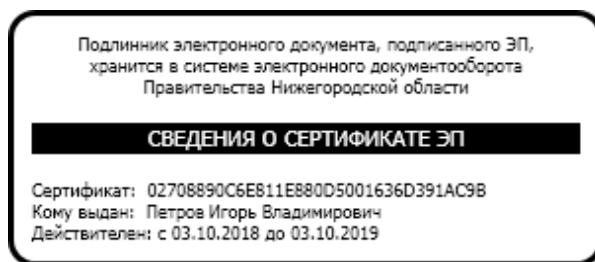 Подлинник электронного документа, подписанного ЭП,
хранится в системе электронного документооборота
Правительства Нижегородской области
СВЕДЕНИЯ О СЕРТИФИКАТЕ ЭП
Сертификат: 02708890C6E811E880D5001636D391AC9B
Кому выдан: Петров Игорь Владимирович
Действителен: с 03.10.2018 до 03.10.2019